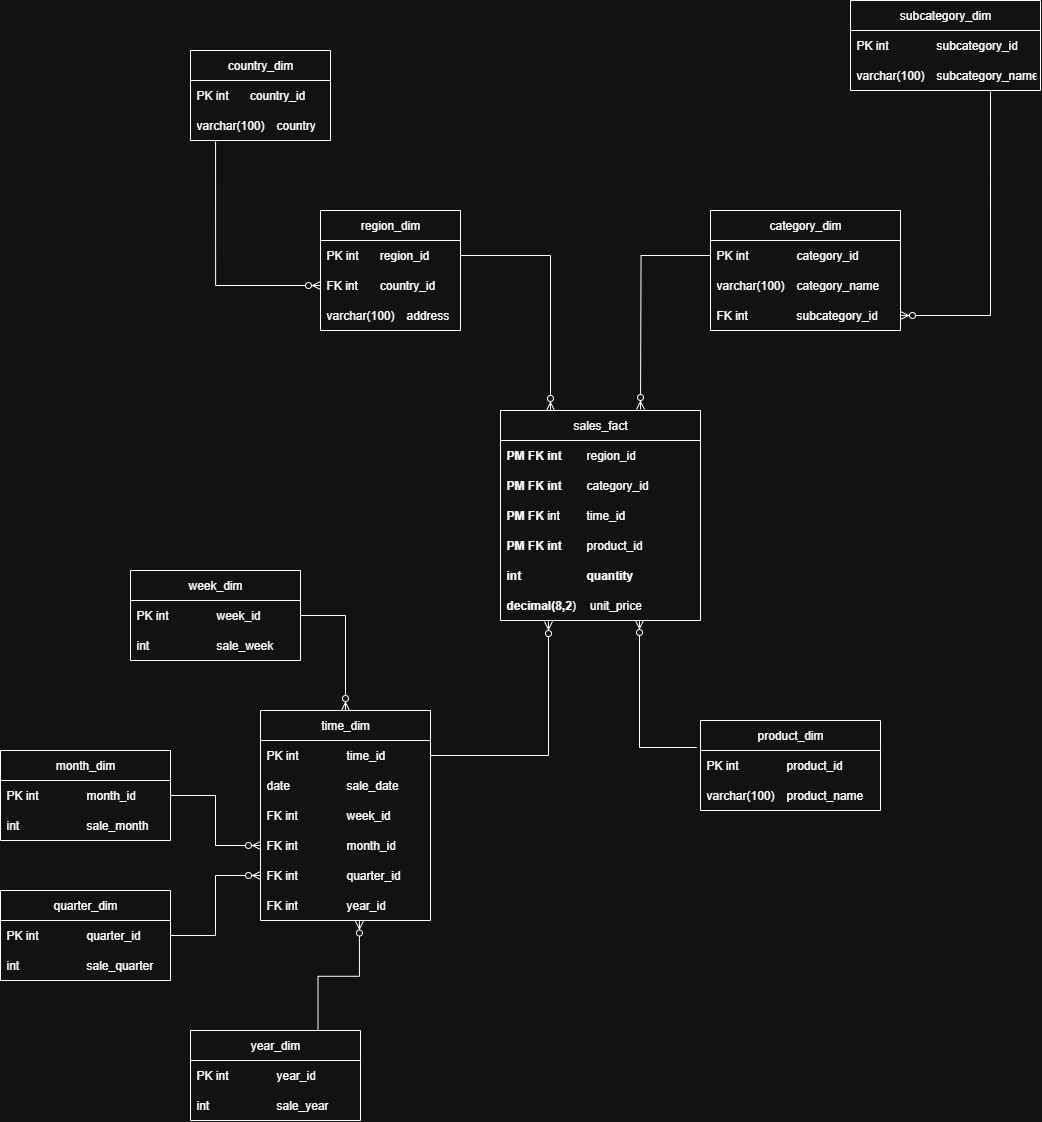 subcategory_dim
PK int subcategory_id
varchar(100) subcategory_name
country_dim
PK int country_id
varchar(100) country
region_dim
PK int region_id
FK int country_id
varchar(100) address
category_dim
PK int category_id
varchar(100) category_name
FK int subcategory_id
sales_fact
PM FK int region_id
PM FK int category_id
PM FK int time_id
PM FK int product_id
int quantity
decimal(8,2) unit_price
week_dim
PK int week_id
int sale_week
time_dim
PK int time_id
date sale_date
FK int week_id
FK int month_id
FK int quarter_id
FK int year_id
product_dim
PK int product_id
varchar(100) product_name
month_dim
PK int month_id
int sale_month
quarter_dim
PK int quarter_id
int sale_quarter
year_dim
PK int year_id
int sale_year